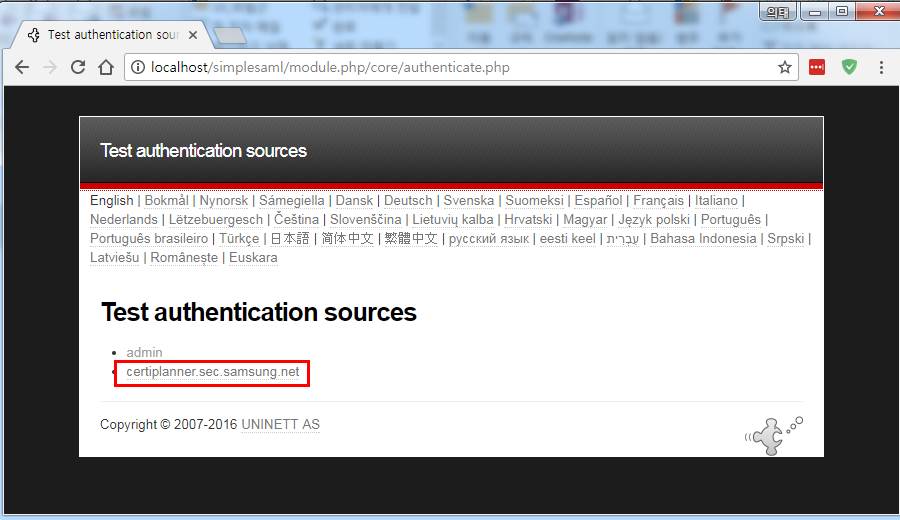 의터
Test authentication sour
localhost/simplesaml/module.php/core/authenticate.php
Test authentication sources
English | Bokmål | Nynorsk | Sámegiella | Dansk | Deutsch | Svenska | Suomeksi | Español | Français | Italiano |
Nederlands | Lëtzebuergesch | Čeština | Slovenščina | Lietuvių kalba | Hrvatski | Magyar | Język polski | Português |
Português brasileiro | Türkçe | 日本語 | 简体中文 | 繁體中文 | русский язык | eesti keel | עִבְרִית | Bahasa Indonesia | Srpski |
Latviešu | Românește | Euskara
Test authentication sources
admin
certiplanner.sec.samsung.net
Copyright © 2007-2016 UNINETT AS